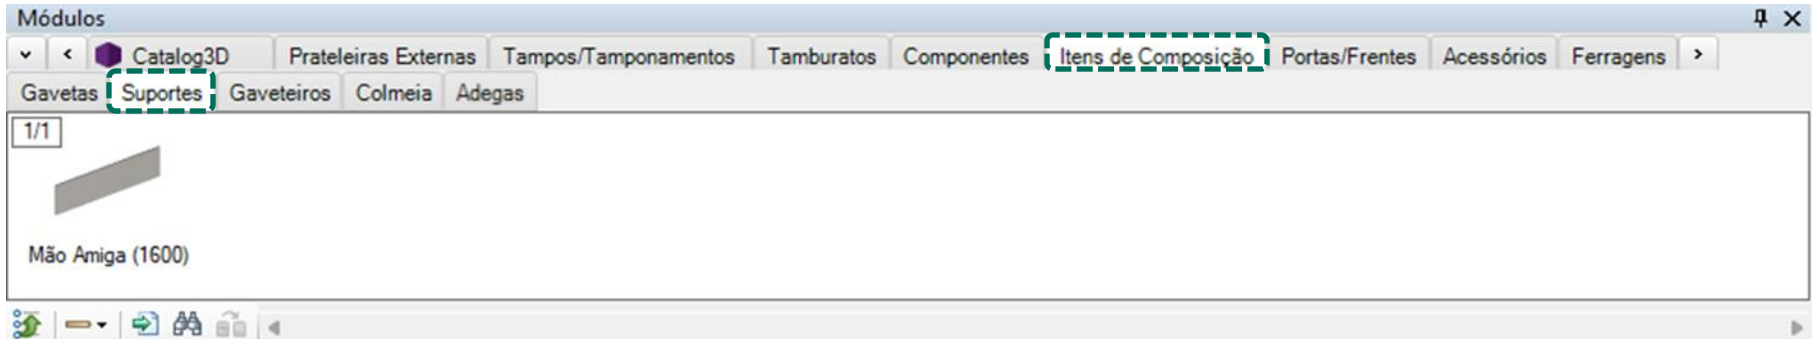 Módulos
Catalog3D Prateleiras Externas Tampos/Tamponamentos Tamburatos Componentes Itens de Composição Portas/Frentes Acessórios Ferragens
Gavetas Suportes Gaveteiros Colmeia Adegas
1/1
Mão Amiga (1600)